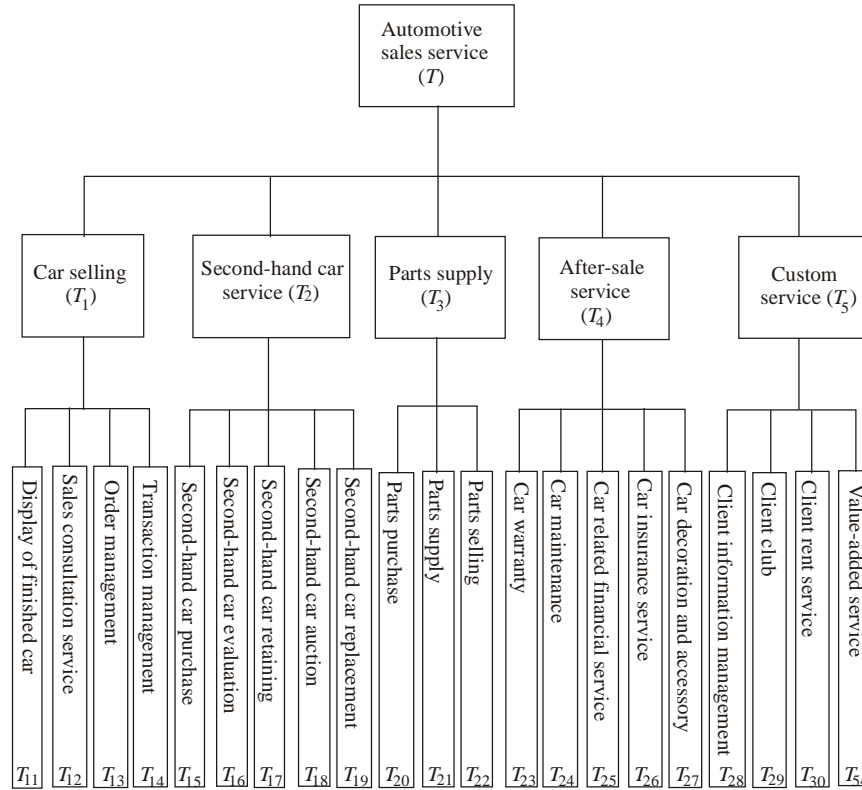 Automotive
sales service
(T)
Car selling
(T1)
Second-hand car
service (T2)
Parts supply
(T3)
After-sale
service
(T4)
Custom
service (T5)
Display of finished car
T11
Sales consultation service
T12
Order management
T13
Transaction management
T14
Second-hand car purchase
T15
Second-hand car evaluation
T16
Second-hand car retaining
T17
Second-hand car auction
T18
Second-hand car replacement
T19
Parts purchase
T20
Parts supply
T21
Parts selling
T22
Car warranty
T23
Car maintenance
T24
Car related financial service
T25
Car insurance service
T26
Car decoration and accessory
T27
Client information management
T28
Client club
T29
Client rent service
T30
Value-added service
T54